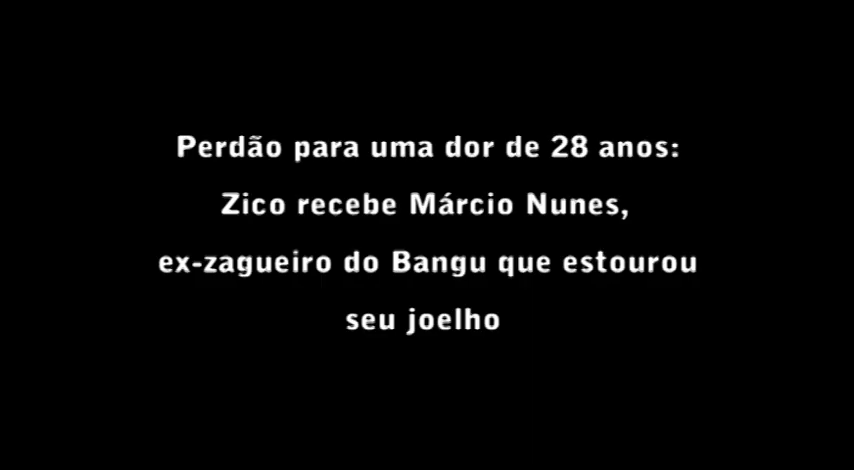 Perdão para uma dor de 28 anos:
Zico recebe Márcio Nunes,
ex-zagueiro do Bangu que estourou
seu joelho